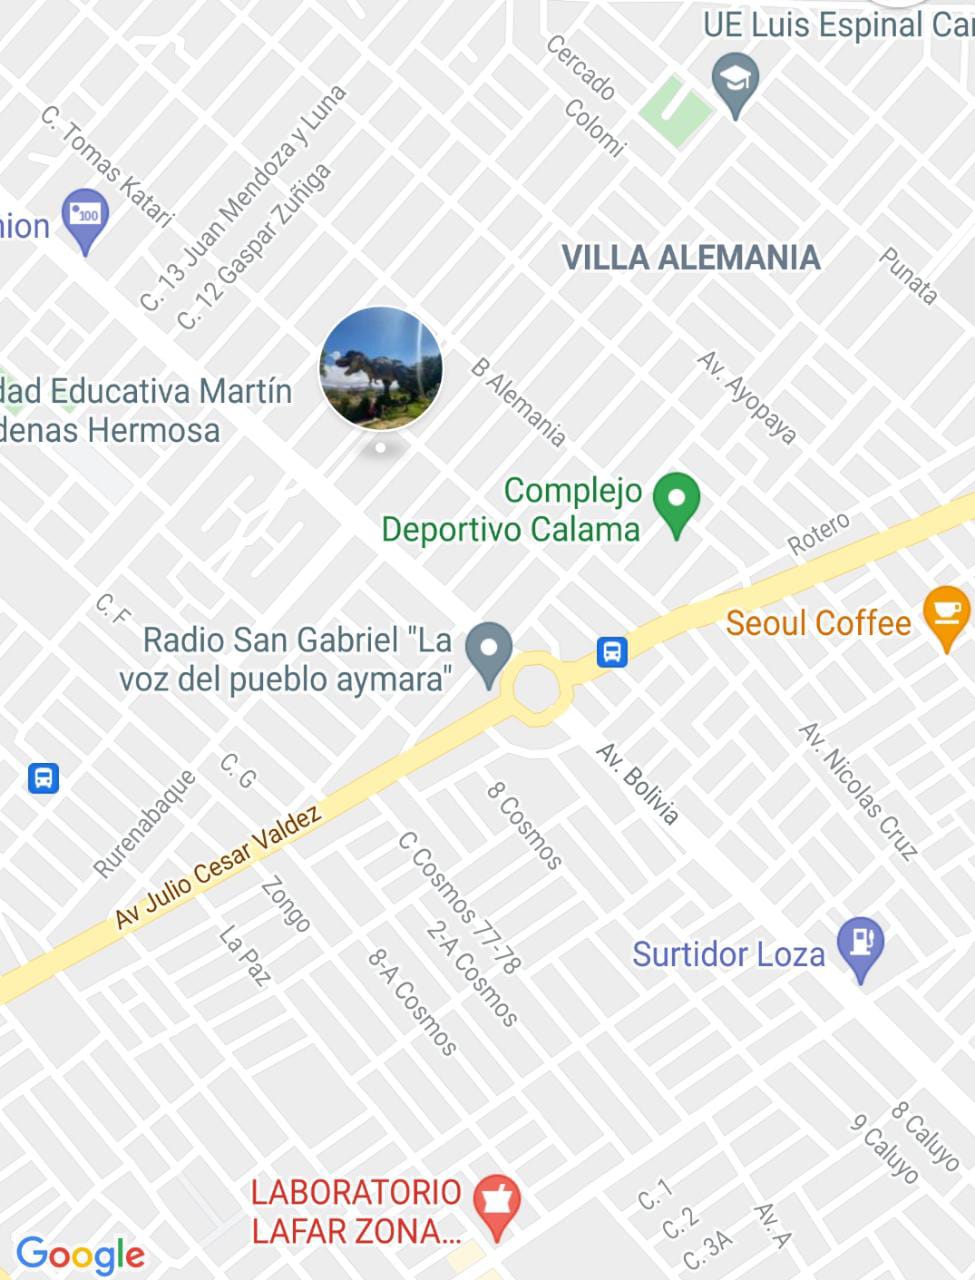 UE Luis Espinal Ca
Cercado
Colomi
C. Tomas Katari
C. 13 Juan Mendoza y Luna
C. 12 Gaspar Zuñiga
100
nion
VILLA ALEMANIA
Punata
dad Educativa Martín
denas Hermosa
B Alemania
Av. Ayopaya
Complejo
Deportivo Calama
Rotero
C. F
Radio San Gabriel "La
voz del pueblo aymara"
Seoul Coffee
Av. Bolivia
Av. Nicolas Cruz
C. G
Rurenabaque
8 Cosmos
Av Julio Cesar Valdez
C Cosmos 77-78
Zongo
2-A Cosmos
La Paz
8-A Cosmos
Surtidor Loza
8 Caluyo
9 Caluyo
LABORATORIO
LAFAR ZONA...
C. 1
C. 2
C. 3A
Av. A
Google